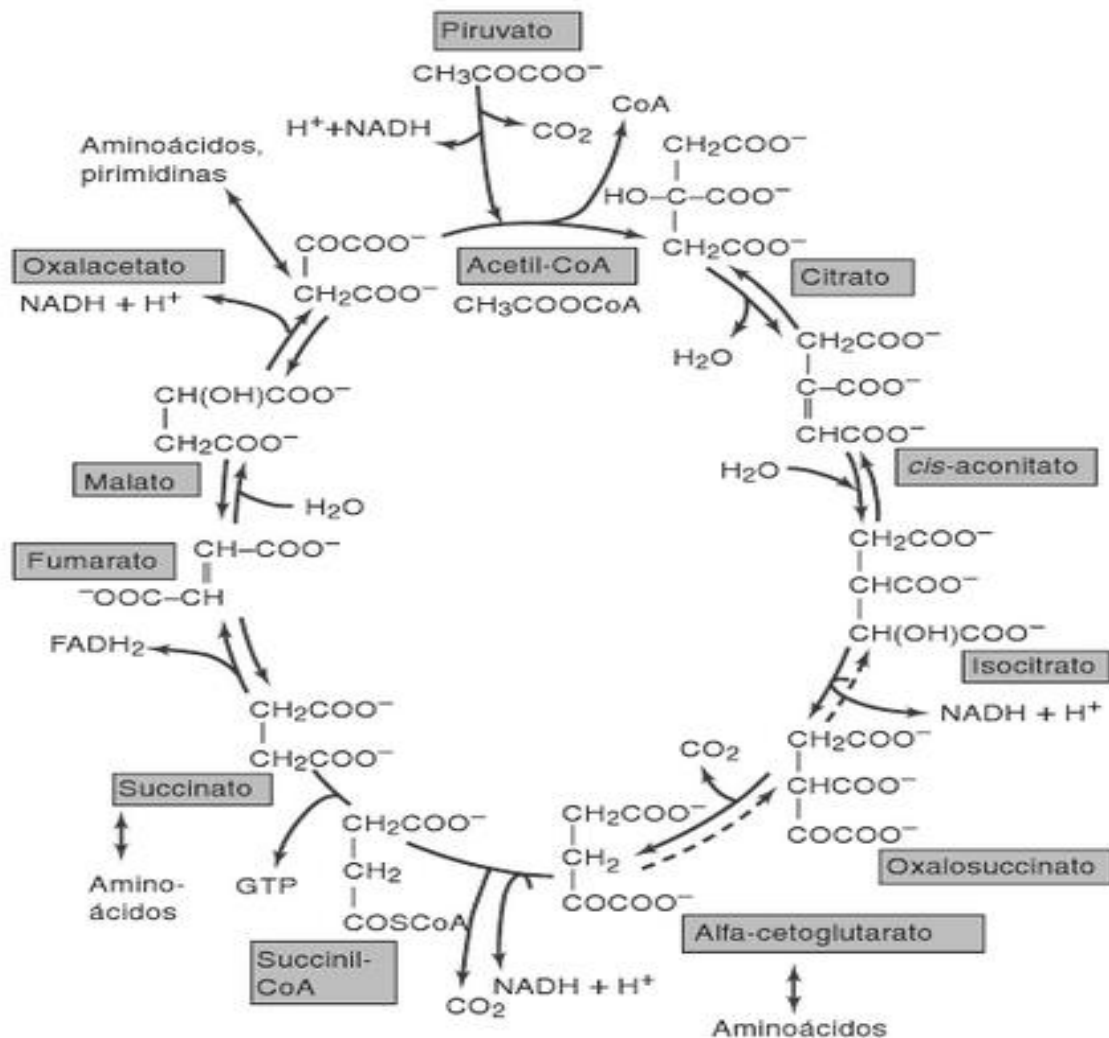 Piruvato
CH3COCOO⁻
H⁺+NADH
CO2
CoA
Aminoácidos,
pirimidinas
CH2COO⁻
HO–C–COO⁻
CH2COO⁻
COCOO⁻
CH2COO⁻
Oxalacetato
NADH + H⁺
Acetil-CoA
CH3COOCoA
Citrato
H2O
CH2COO⁻
C–COO⁻
CHCOO⁻
cis-aconitato
CH(OH)COO⁻
CH2COO⁻
Malato
H2O
H2O
Fumarato
CH–COO⁻
⁻OOC–CH
CH2COO⁻
CHCOO⁻
CH(OH)COO⁻
Isocitrato
NADH + H⁺
FADH2
CH2COO⁻
CH2COO⁻
Succinato
Amino-
ácidos
CO2
CH2COO⁻
CHCOO⁻
COCOO⁻
Oxalosuccinato
GTP
CH2COO⁻
CH2
COSCoA
Succinil-
CoA
CH2COO⁻
CH2
COCOO⁻
Alfa-cetoglutarato
CO2
NADH + H⁺
Aminoácidos